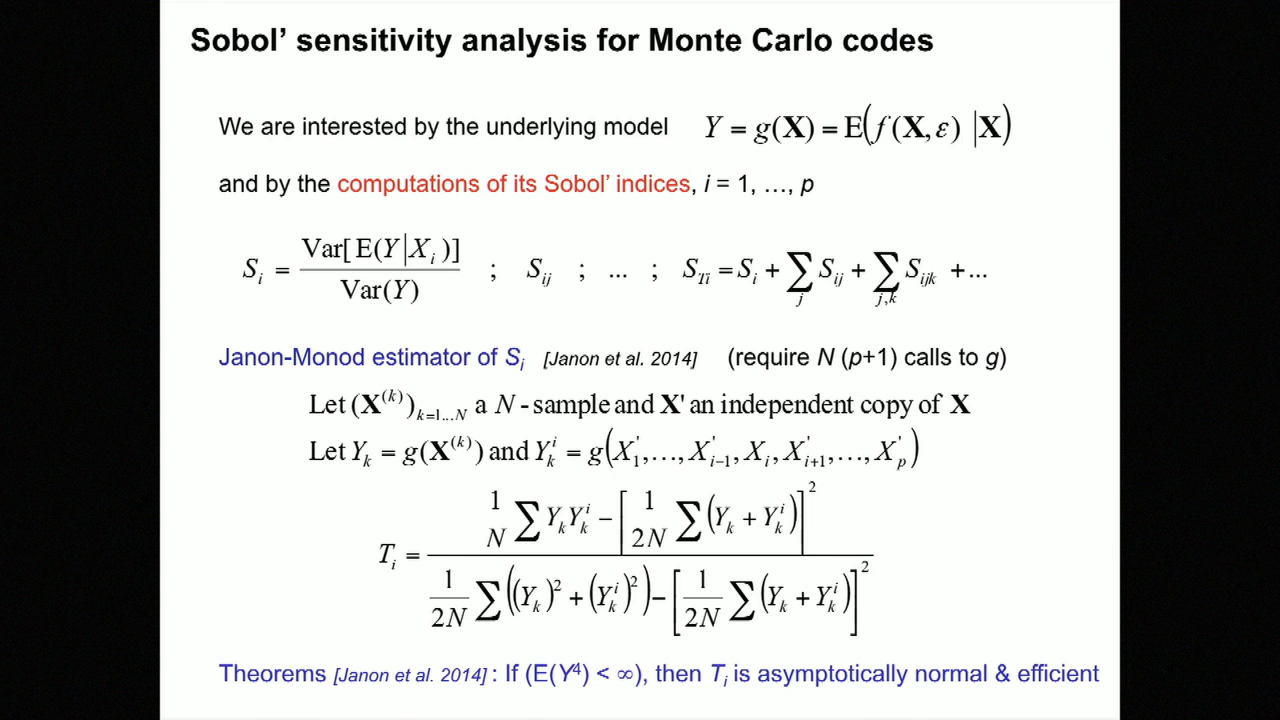 Sobol' sensitivity analysis for Monte Carlo codes
We are interested by the underlying model Y = g(X) = E(f(X, ε) |X)
and by the computations of its Sobol' indices, i = 1, …, p
S_i = Var[E(Y|X_i)] / Var(Y) ; S_ij ; ... ; S_Ti = S_i + ∑_j S_ij + ∑_{j,k} S_ijk + ...
Janon-Monod estimator of S_i [Janon et al. 2014] (require N (p+1) calls to g)
Let (X^(k))_{k=1...N} a N - sample and X' an independent copy of X
Let Y_k = g(X^(k)) and Y_k^i = g(X'_1, …, X'_{i−1}, X_i, X'_{i+1}, …, X'_p)
T_i = (1/N ∑ Y_k Y_k^i − [1/2N ∑ (Y_k + Y_k^i)]^2) / (1/2N ∑ ((Y_k)^2 + (Y_k^i)^2) − [1/2N ∑ (Y_k + Y_k^i)]^2)
Theorems [Janon et al. 2014] : If (E(Y^4) < ∞), then T_i is asymptotically normal & efficient